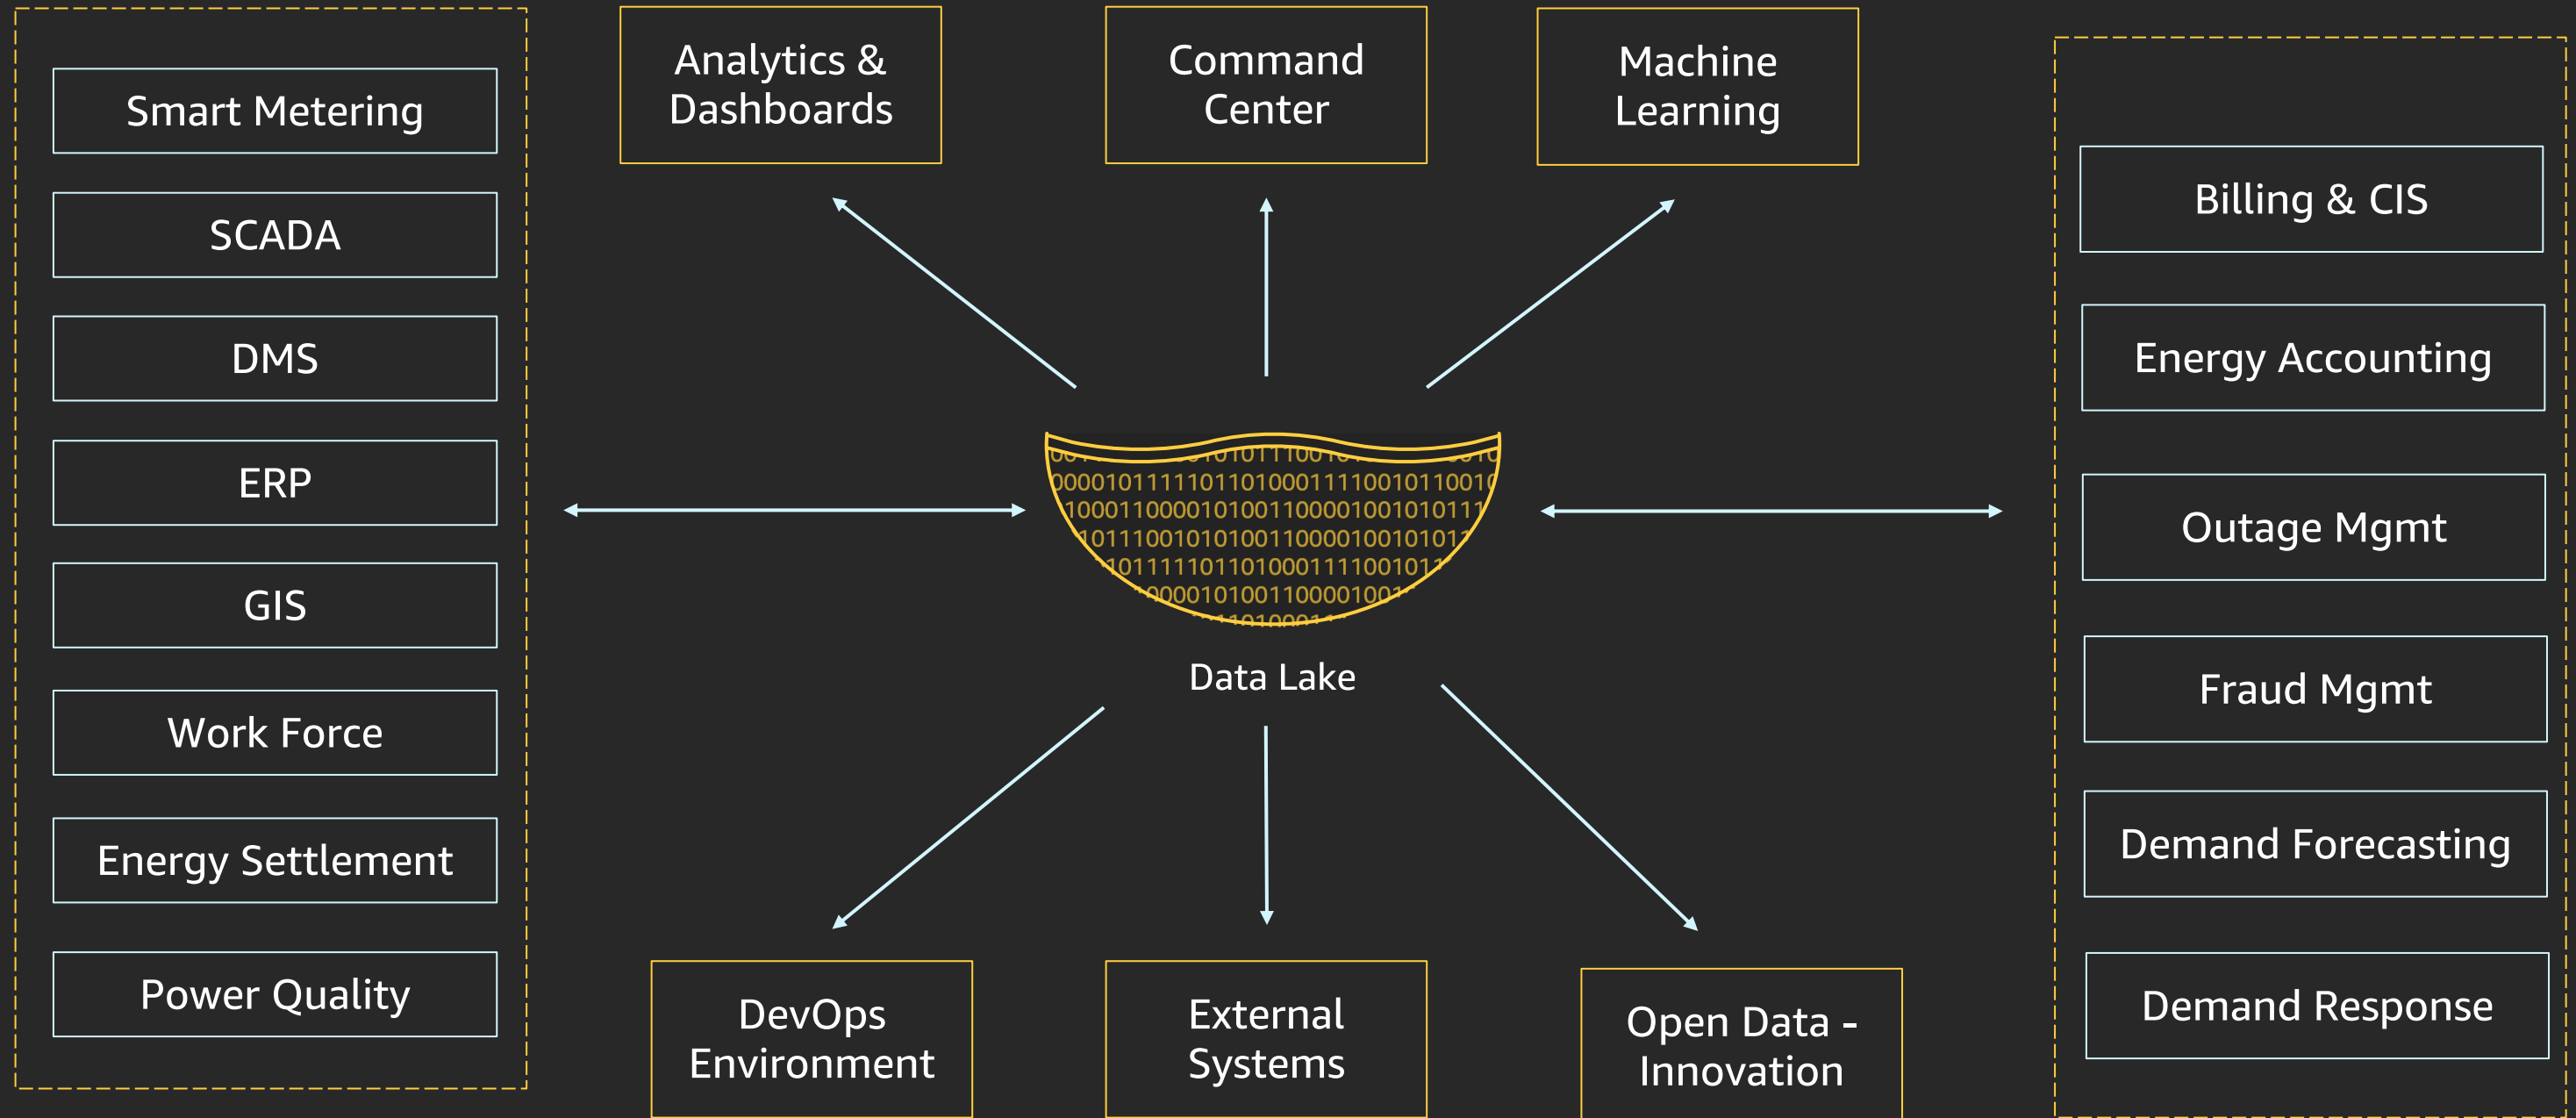 Smart Metering
SCADA
DMS
ERP
GIS
Work Force
Energy Settlement
Power Quality
Analytics &
Dashboards
Command
Center
Machine
Learning
000010111110110100011110010110010
1000110000101001100001001010111
Data Lake
DevOps
Environment
External
Systems
Open Data -
Innovation
Billing & CIS
Energy Accounting
Outage Mgmt
Fraud Mgmt
Demand Forecasting
Demand Response